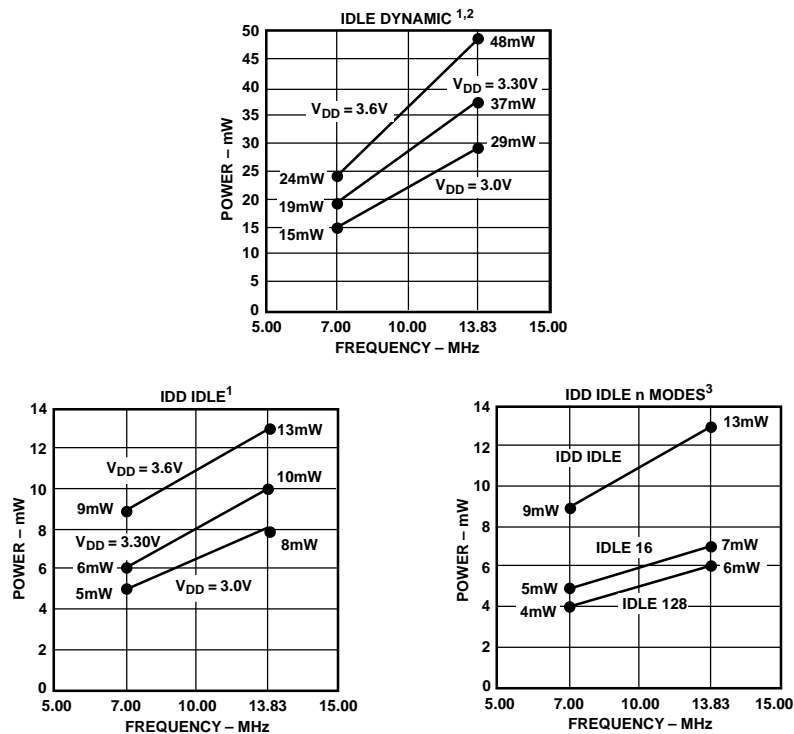 IDLE DYNAMIC 1,2
POWER – mW
50
45
40
35
30
25
20
15
10
5
0
48mW
VDD = 3.30V
37mW
VDD = 3.6V
29mW
24mW
VDD = 3.0V
19mW
15mW
5.00 7.00 10.00 13.83 15.00
FREQUENCY – MHz
IDD IDLE1
POWER – mW
14
12
10
8
6
4
2
0
13mW
VDD = 3.6V
10mW
9mW
VDD = 3.30V
8mW
6mW
VDD = 3.0V
5mW
5.00 7.00 10.00 13.83 15.00
FREQUENCY – MHz
IDD IDLE n MODES3
POWER – mW
14
12
10
8
6
4
2
0
13mW
IDD IDLE
9mW
IDLE 16
7mW
6mW
5mW
4mW
IDLE 128
5.00 7.00 10.00 13.83 15.00
FREQUENCY – MHz